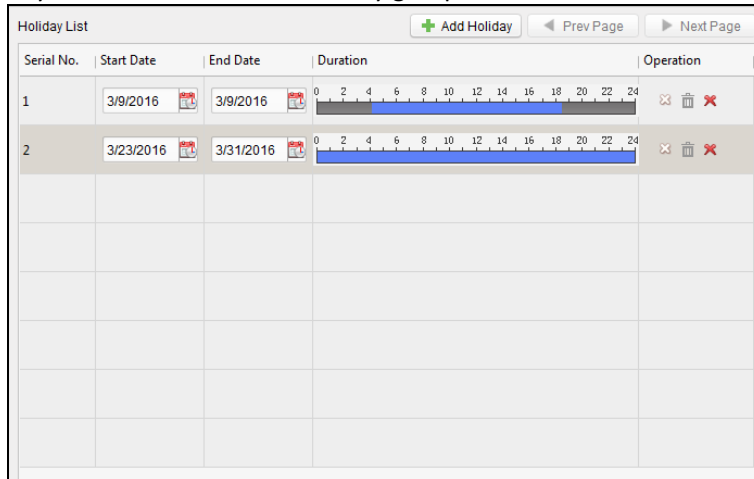 Holiday List Add Holiday Prev Page Next Page
Serial No. Start Date End Date Duration Operation
0 2 4 6 8 10 12 14 16 18 20 22 24
1 3/9/2016 3/9/2016
0 2 4 6 8 10 12 14 16 18 20 22 24
2 3/23/2016 3/31/2016